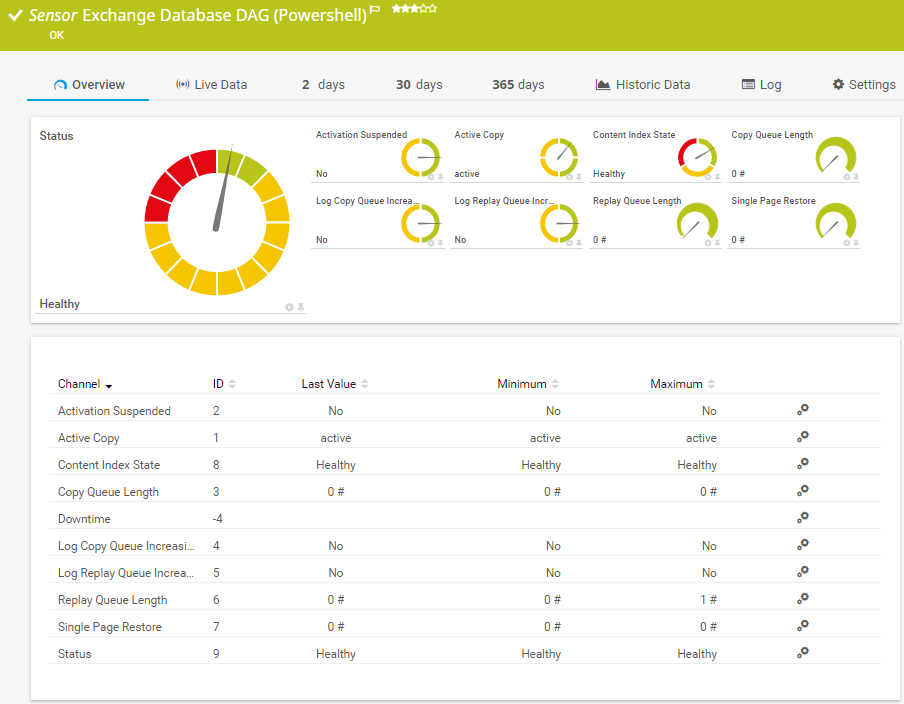 Sensor Exchange Database DAG (Powershell)
OK
Overview Live Data 2 days 30 days 365 days Historic Data Log Settings
Status
Healthy
Activation Suspended
No
Active Copy
active
Content Index State
Healthy
Copy Queue Length
0 #
Log Copy Queue Increa...
No
Log Replay Queue Incr...
No
Replay Queue Length
0 #
Single Page Restore
0 #
Channel ID Last Value Minimum Maximum
Activation Suspended 2 No No No
Active Copy 1 active active active
Content Index State 8 Healthy Healthy Healthy
Copy Queue Length 3 0 # 0 # 0 #
Downtime -4
Log Copy Queue Increasi... 4 No No No
Log Replay Queue Increa... 5 No No No
Replay Queue Length 6 0 # 0 # 1 #
Single Page Restore 7 0 # 0 # 0 #
Status 9 Healthy Healthy Healthy